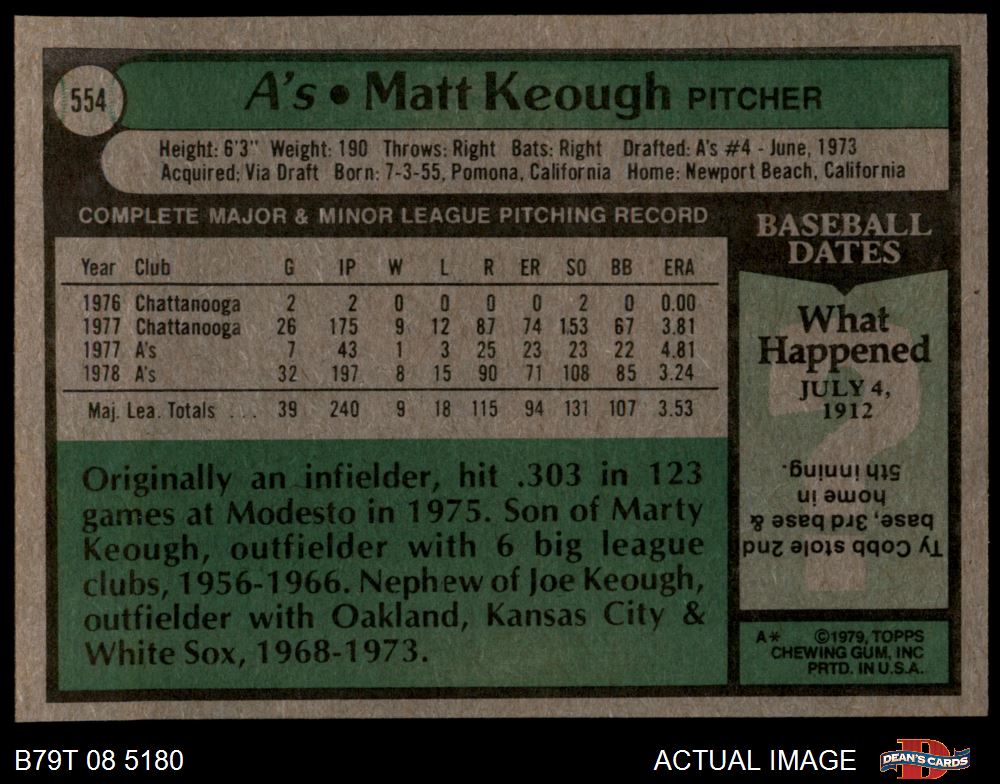 554
A's • Matt Keough PITCHER
Height: 6'3" Weight: 190 Throws: Right Bats: Right Drafted: A's #4 - June, 1973
Acquired: Via Draft Born: 7-3-55, Pomona, California Home: Newport Beach, California
COMPLETE MAJOR & MINOR LEAGUE PITCHING RECORD
Year Club G IP W L R ER SO BB ERA
1976 Chattanooga 2 2 0 0 0 0 2 0 0.00
1977 Chattanooga 26 175 9 12 87 74 153 67 3.81
1977 A's 7 43 1 3 25 23 23 22 4.81
1978 A's 32 197 8 15 90 71 108 85 3.24
Maj. Lea. Totals ... 39 240 9 18 115 94 131 107 3.53
Originally an infielder, hit .303 in 123
games at Modesto in 1975. Son of Marty
Keough, outfielder with 6 big league
clubs, 1956-1966. Nephew of Joe Keough,
outfielder with Oakland, Kansas City &
White Sox, 1968-1973.
BASEBALL
DATES
What
Happened
JULY 4,
1912
?
Ty Cobb stole 2nd
base, 3rd base &
home in
5th inning.
A* ©1979, TOPPS
CHEWING GUM, INC
PRTD. IN U.S.A.
B79T 08 5180
ACTUAL IMAGE
D
DEAN'S CARDS